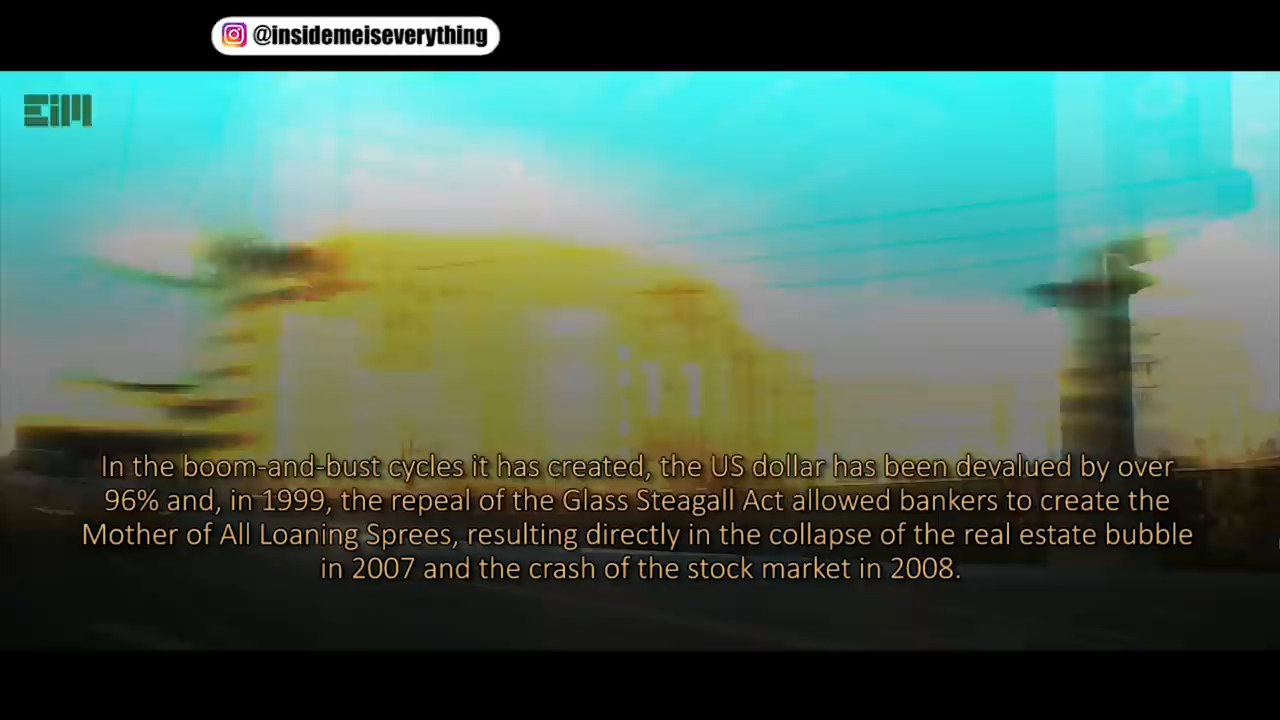 @insidemeiseverything
EiM
In the boom-and-bust cycles it has created, the US dollar has been devalued by over
96% and, in 1999, the repeal of the Glass Steagall Act allowed bankers to create the
Mother of All Loaning Sprees, resulting directly in the collapse of the real estate bubble
in 2007 and the crash of the stock market in 2008.